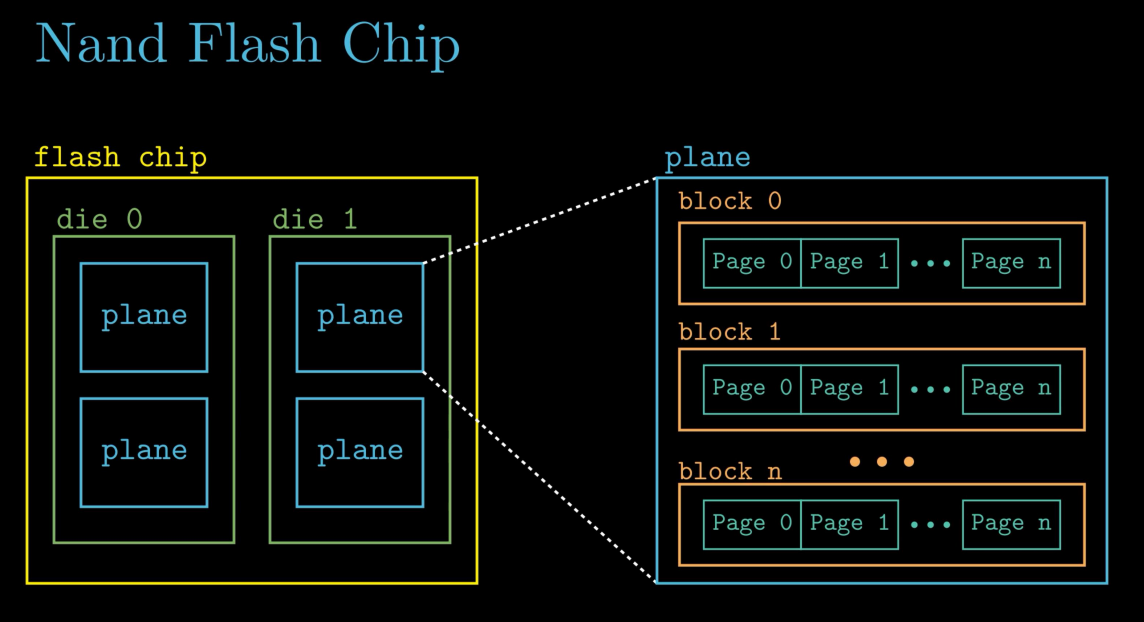 Nand Flash Chip
flash chip
die 0
die 1
plane
plane
plane
plane
plane
block 0
Page 0 Page 1 ••• Page n
block 1
Page 0 Page 1 ••• Page n
•••
block n
Page 0 Page 1 ••• Page n